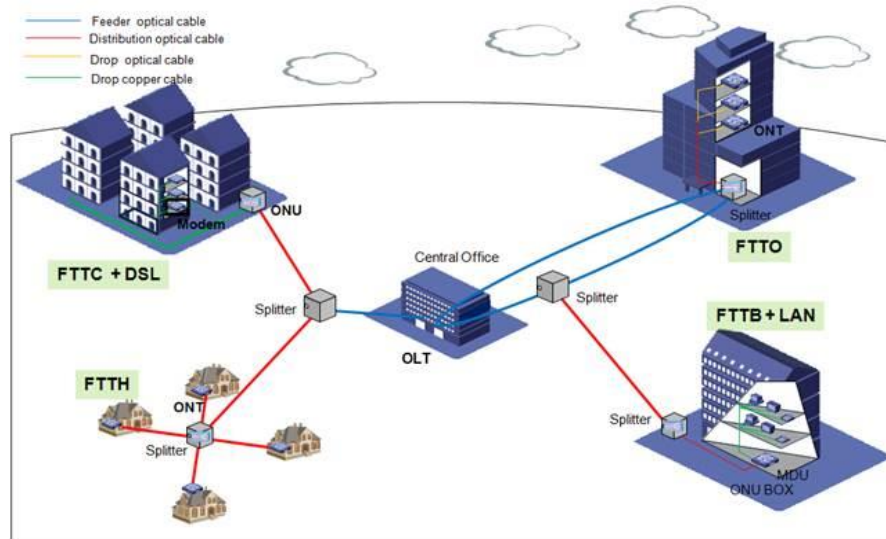 Feeder optical cable
Distribution optical cable
Drop optical cable
Drop copper cable
ONT
Modem
ONU
Splitter
FTTO
FTTC + DSL
Central Office
Splitter
Splitter
FTTB + LAN
OLT
FTTH
ONT
Splitter
Splitter
MDU
ONU BOX